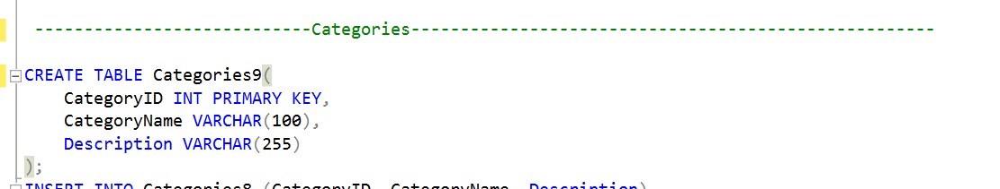 ----------------------------Categories-----------------------------------------------------
CREATE TABLE Categories9(
CategoryID INT PRIMARY KEY,
CategoryName VARCHAR(100),
Description VARCHAR(255)
);
INSERT INTO Categories8 (CategoryID, CategoryName, Description)